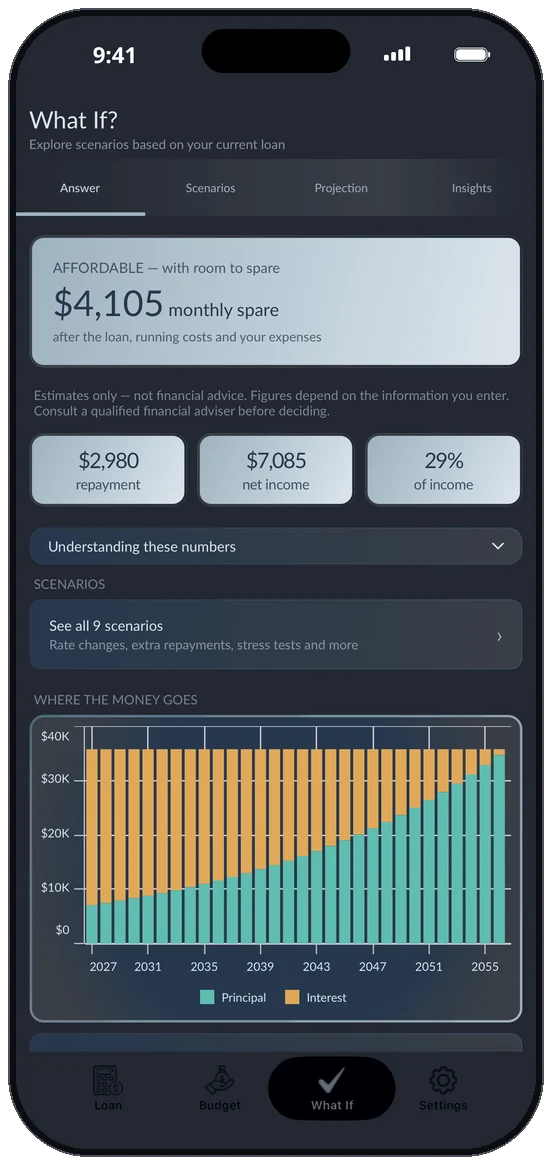 9:41
What If?
Explore scenarios based on your current loan
Answer Scenarios Projection Insights
AFFORDABLE — with room to spare
$4,105 monthly spare
after the loan, running costs and your expenses
Estimates only — not financial advice. Figures depend on the information you enter.
Consult a qualified financial adviser before deciding.
$2,980 $7,085 29%
repayment net income of income
Understanding these numbers
SCENARIOS
See all 9 scenarios
Rate changes, extra repayments, stress tests and more
WHERE THE MONEY GOES
$40K
$30K
$20K
$10K
$0
2027 2031 2035 2039 2043 2047 2051 2055
Principal Interest
Loan Budget What If Settings